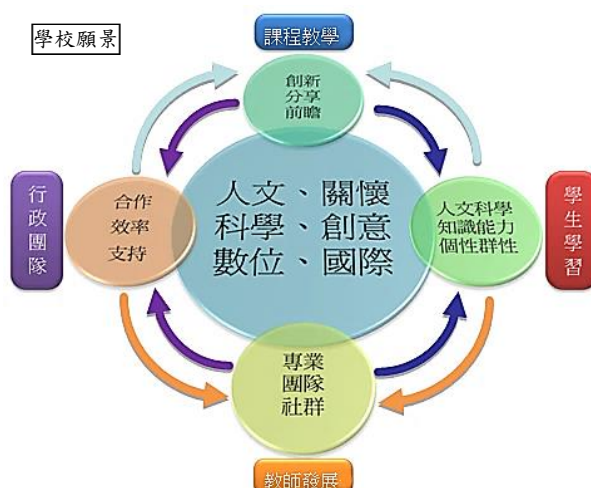 學校願景
課程教學
創新
分享
前瞻
行政團隊
合作
效率
支持
人文、關懷
科學、創意
數位、國際
人文科學
知識能力
個性群性
學生學習
專業
團隊
社群
教師發展